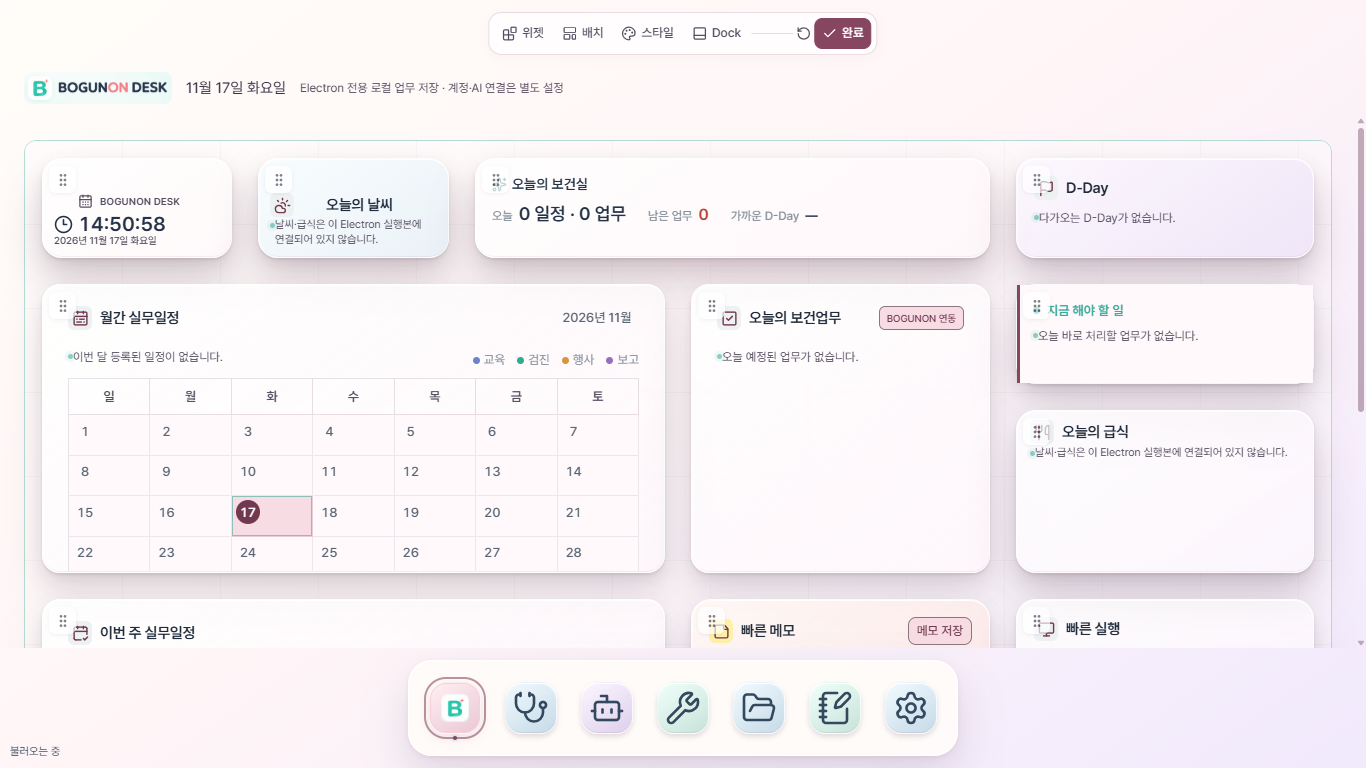 위젯 배치 스타일 Dock 완료
BOGUNON DESK 11월 17일 화요일 Electron 전용 로컬 업무 저장 · 계정·AI 연결은 별도 설정
BOGUNON DESK
14:50:58
2026년 11월 17일 화요일
오늘의 날씨
날씨·급식은 이 Electron 실행본에
연결되어 있지 않습니다.
오늘의 보건실
오늘 0 일정 · 0 업무 남은 업무 0 가까운 D-Day —
D-Day
다가오는 D-Day가 없습니다.
월간 실무일정 2026년 11월
이번 달 등록된 일정이 없습니다.
교육 검진 행사 보고
일 월 화 수 목 금 토
1 2 3 4 5 6 7
8 9 10 11 12 13 14
15 16 17 18 19 20 21
22 23 24 25 26 27 28
오늘의 보건업무 BOGUNON 연동
오늘 예정된 업무가 없습니다.
지금 해야 할 일
오늘 바로 처리할 업무가 없습니다.
오늘의 급식
날씨·급식은 이 Electron 실행본에 연결되어 있지 않습니다.
이번 주 실무일정
빠른 메모 메모 저장
빠른 실행
B
불러오는 중